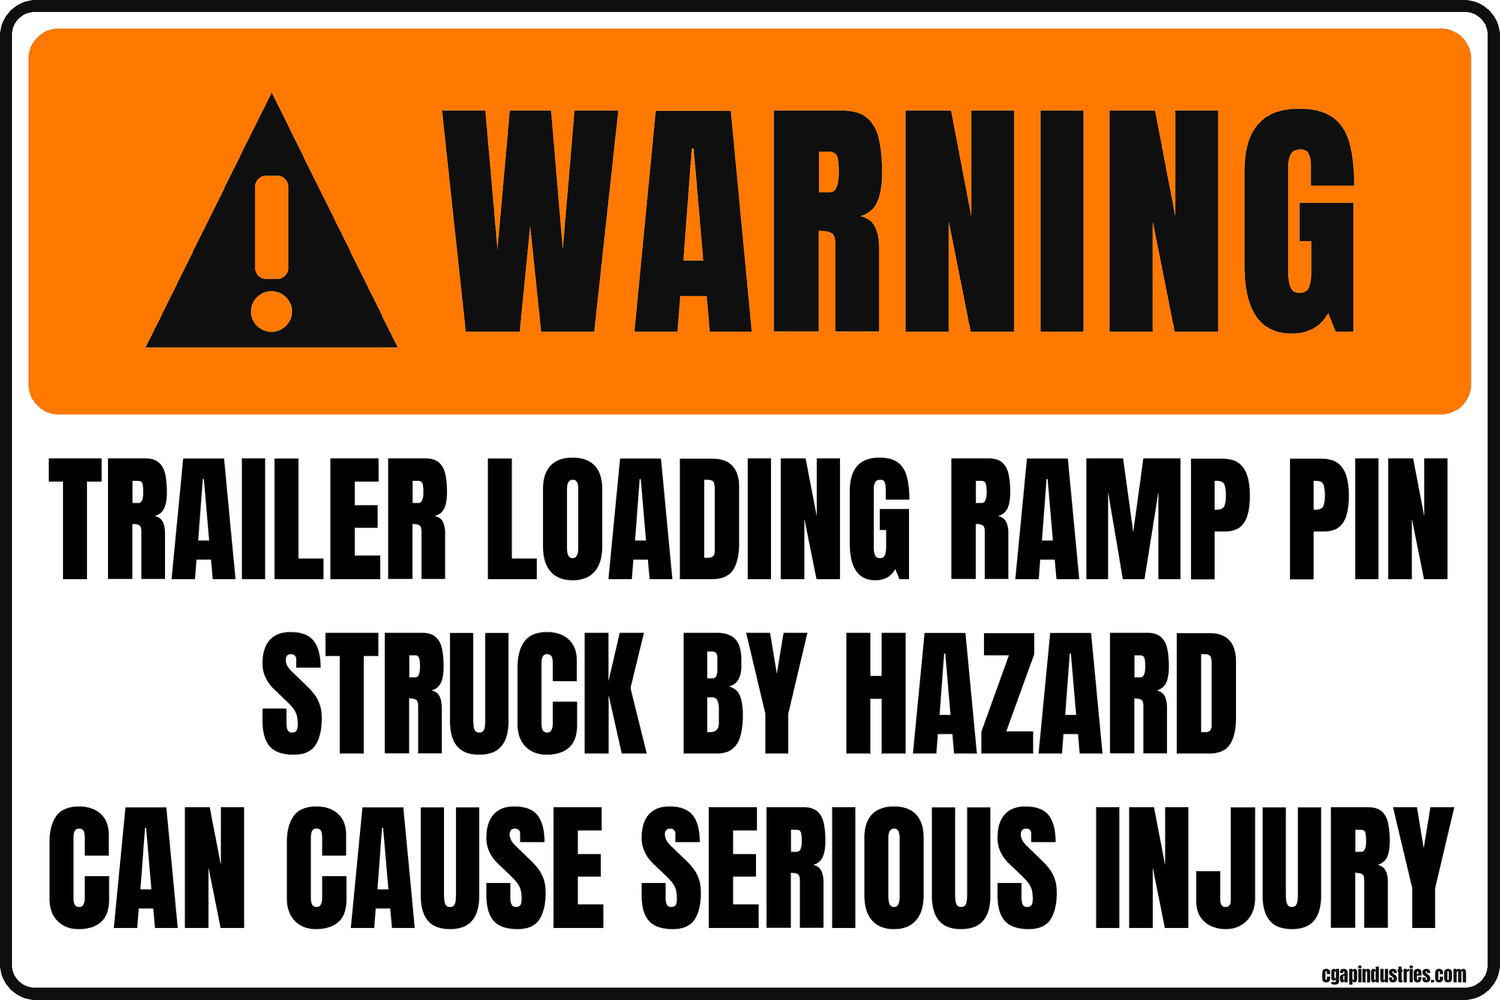 WARNING
TRAILER LOADING RAMP PIN
STRUCK BY HAZARD
CAN CAUSE SERIOUS INJURY
cgapindustries.com